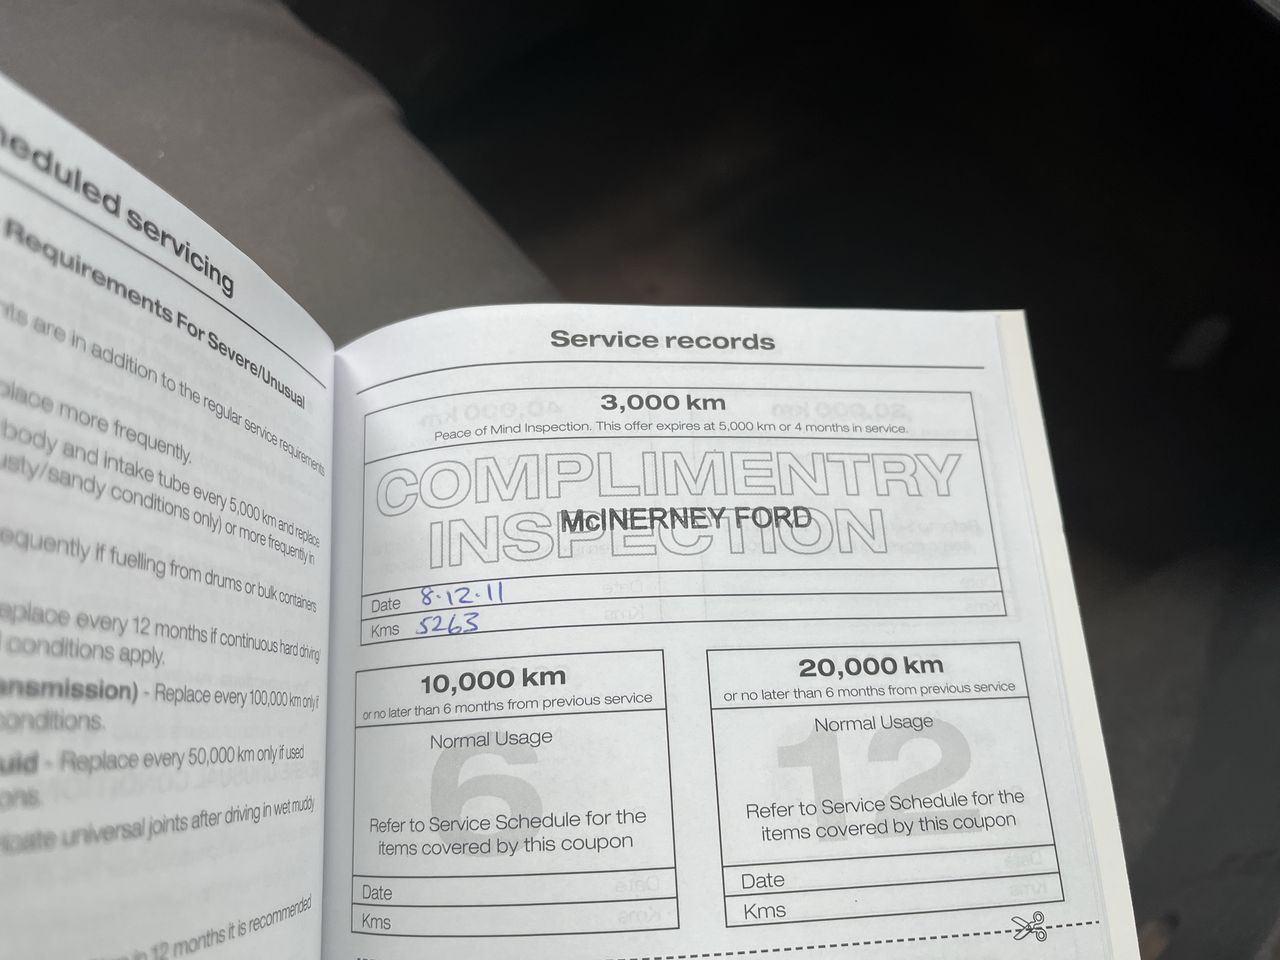 heduled servicing
Requirements For Severe/Unusual
nts are in addition to the regular service requirements
place more frequently.
body and intake tube every 5,000 km and replace
usty/sandy conditions only) or more frequently in
equently if fuelling from drums or bulk containers
eplace every 12 months if continuous hard driving
conditions apply.
ansmission) - Replace every 100,000 km only if
conditions.
uid - Replace every 50,000 km only if used
ons.
icate universal joints after driving in wet muddy
in 12 months it is recommended
Service records
3,000 km
Peace of Mind Inspection. This offer expires at 5,000 km or 4 months in service.
COMPLIMENTRY
INSPECTION
McINERNEY FORD
Date 8.12.11
Kms 5263
10,000 km
or no later than 6 months from previous service
6
Normal Usage
Refer to Service Schedule for the
items covered by this coupon
Date
Kms
20,000 km
or no later than 6 months from previous service
12
Normal Usage
Refer to Service Schedule for the
items covered by this coupon
Date
Kms